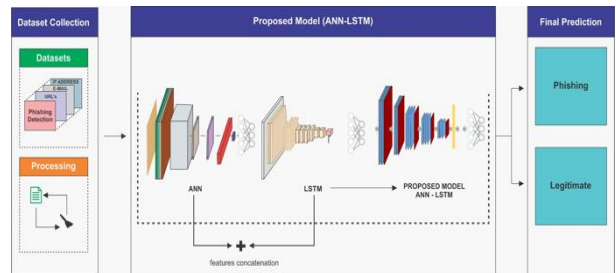 Dataset Collection
Proposed Model (ANN-LSTM)
Final Prediction
Datasets
IP ADDRESS
E-MAIL
URL's
Phishing
Detection
Processing
ANN
LSTM
PROPOSED MODEL
ANN - LSTM
features concatenation
Phishing
Legitimate